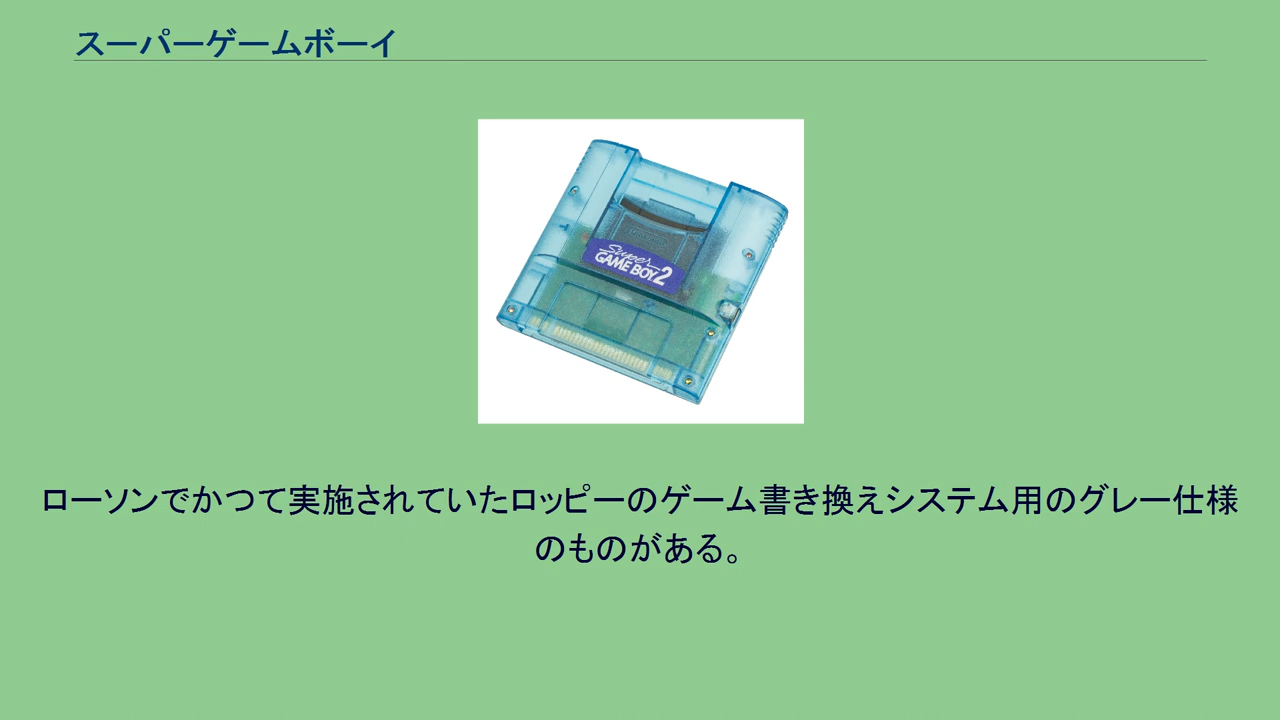 スーパーゲームボーイ
Super
GAME BOY 2
ローソンでかつて実施されていたロッピーのゲーム書き換えシステム用のグレー仕様
のものがある。